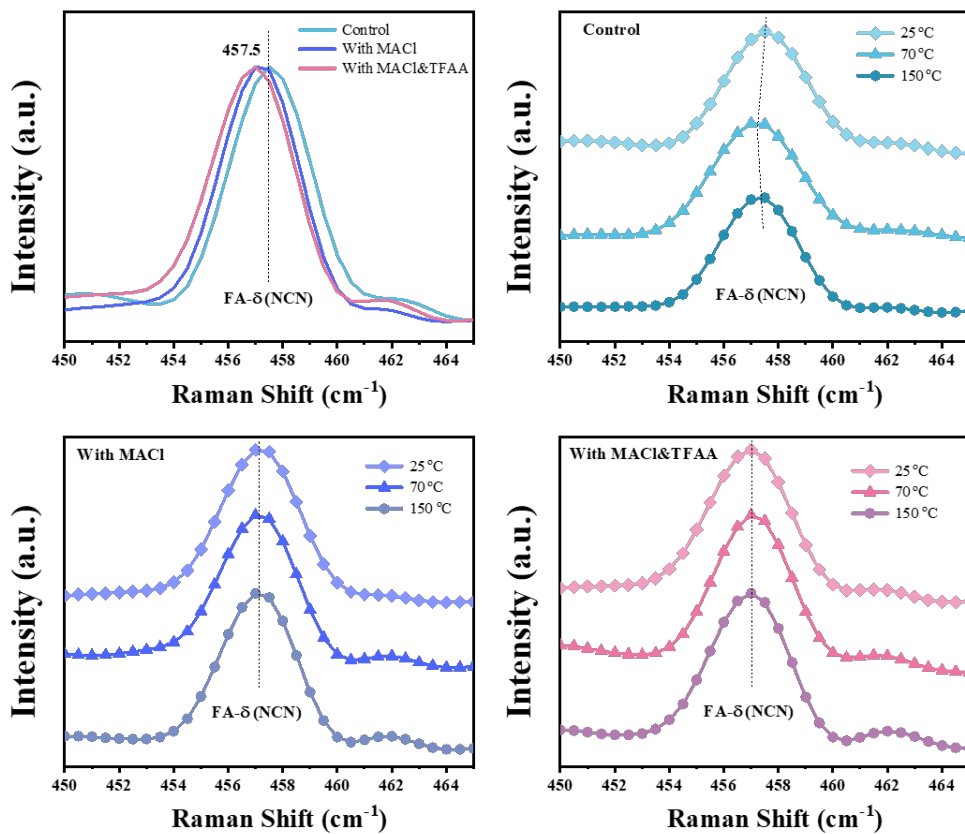 Control
With MACl
With MACl&TFAA
457.5
FA-δ(NCN)
Intensity (a.u.)
450 452 454 456 458 460 462 464
Raman Shift (cm⁻¹)
Control
25 °C
70 °C
150 °C
FA-δ(NCN)
Intensity (a.u.)
450 452 454 456 458 460 462 464
Raman Shift (cm⁻¹)
With MACl
25 °C
70 °C
150 °C
FA-δ(NCN)
Intensity (a.u.)
450 452 454 456 458 460 462 464
Raman Shift (cm⁻¹)
With MACl&TFAA
25 °C
70 °C
150 °C
FA-δ(NCN)
Intensity (a.u.)
450 452 454 456 458 460 462 464
Raman Shift (cm⁻¹)